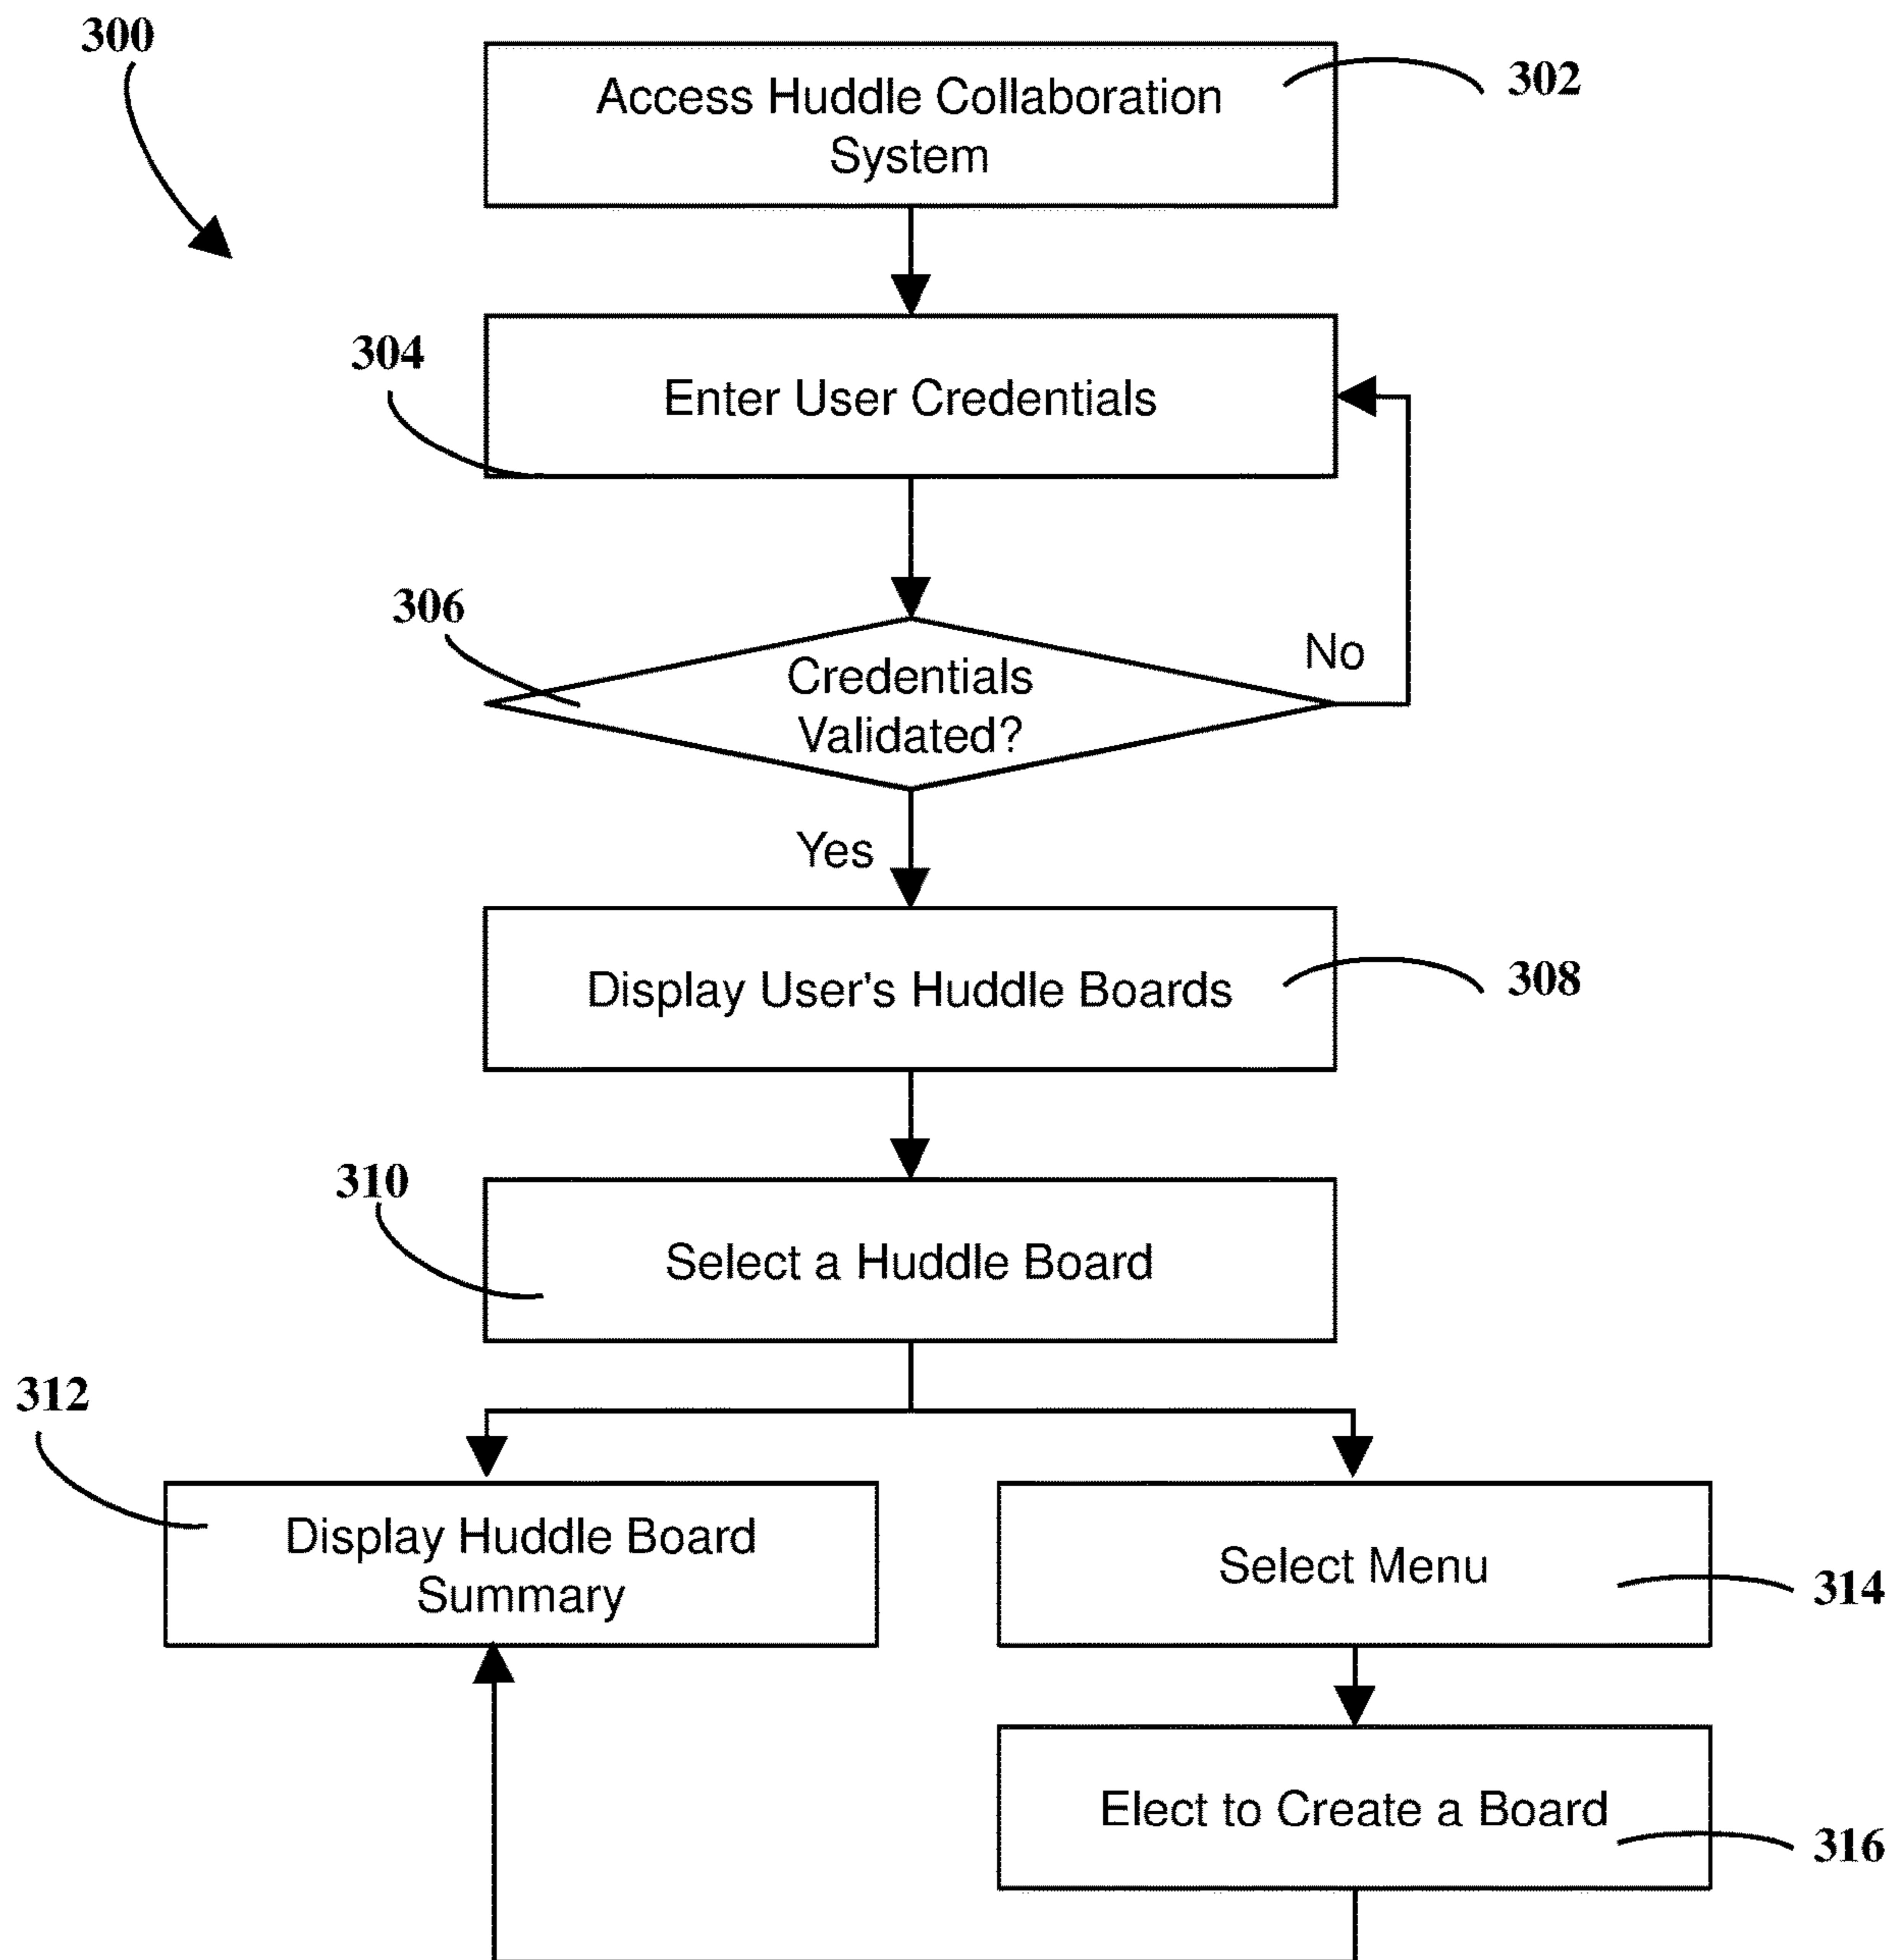 300
Access Huddle Collaboration
System
302
304
Enter User Credentials
306
Credentials
Validated?
No
Yes
Display User's Huddle Boards
308
310
Select a Huddle Board
312
Display Huddle Board
Summary
Select Menu
314
Elect to Create a Board
316